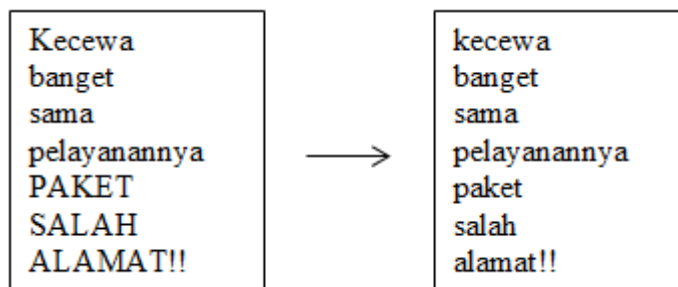 Kecewa
banget
sama
pelayanannya
PAKET
SALAH
ALAMAT!!
kecewa
banget
sama
pelayanannya
paket
salah
alamat!!